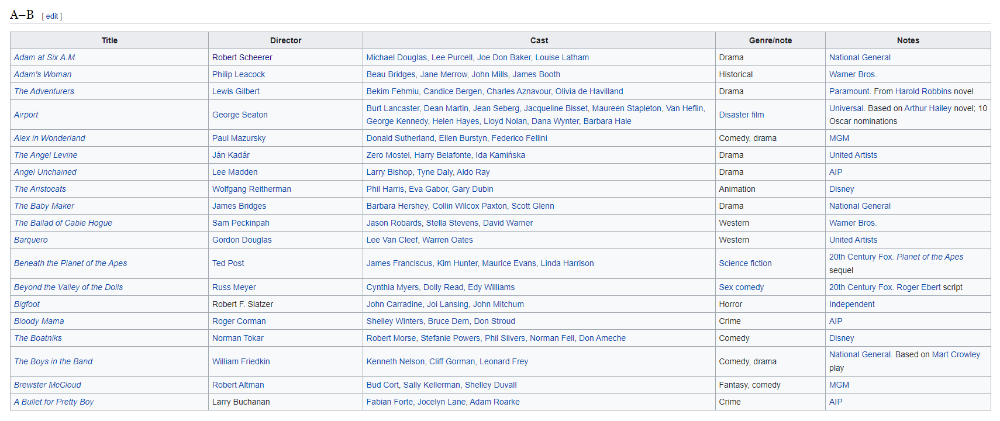 A–B [ edit ]
Title Director Cast Genre/note Notes
Adam at Six A.M. Robert Scheerer Michael Douglas, Lee Purcell, Joe Don Baker, Louise Latham Drama National General
Adam's Woman Philip Leacock Beau Bridges, Jane Merrow, John Mills, James Booth Historical Warner Bros.
The Adventurers Lewis Gilbert Bekim Fehmiu, Candice Bergen, Charles Aznavour, Olivia de Havilland Drama Paramount. From Harold Robbins novel
Airport George Seaton Burt Lancaster, Dean Martin, Jean Seberg, Jacqueline Bisset, Maureen Stapleton, Van Heflin,
George Kennedy, Helen Hayes, Lloyd Nolan, Dana Wynter, Barbara Hale Disaster film Universal. Based on Arthur Hailey novel; 10
Oscar nominations
Alex in Wonderland Paul Mazursky Donald Sutherland, Ellen Burstyn, Federico Fellini Comedy, drama MGM
The Angel Levine Ján Kadár Zero Mostel, Harry Belafonte, Ida Kamińska Drama United Artists
Angel Unchained Lee Madden Larry Bishop, Tyne Daly, Aldo Ray Drama AIP
The Aristocats Wolfgang Reitherman Phil Harris, Eva Gabor, Gary Dubin Animation Disney
The Baby Maker James Bridges Barbara Hershey, Collin Wilcox Paxton, Scott Glenn Drama National General
The Ballad of Cable Hogue Sam Peckinpah Jason Robards, Stella Stevens, David Warner Western Warner Bros.
Barquero Gordon Douglas Lee Van Cleef, Warren Oates Western United Artists
Beneath the Planet of the Apes Ted Post James Franciscus, Kim Hunter, Maurice Evans, Linda Harrison Science fiction 20th Century Fox. Planet of the Apes
sequel
Beyond the Valley of the Dolls Russ Meyer Cynthia Myers, Dolly Read, Edy Williams Sex comedy 20th Century Fox. Roger Ebert script
Bigfoot Robert F. Slatzer John Carradine, Joi Lansing, John Mitchum Horror Independent
Bloody Mama Roger Corman Shelley Winters, Bruce Dern, Don Stroud Crime AIP
The Boatniks Norman Tokar Robert Morse, Stefanie Powers, Phil Silvers, Norman Fell, Don Ameche Comedy Disney
The Boys in the Band William Friedkin Kenneth Nelson, Cliff Gorman, Leonard Frey Comedy, drama National General. Based on Mart Crowley
play
Brewster McCloud Robert Altman Bud Cort, Sally Kellerman, Shelley Duvall Fantasy, comedy MGM
A Bullet for Pretty Boy Larry Buchanan Fabian Forte, Jocelyn Lane, Adam Roarke Crime AIP